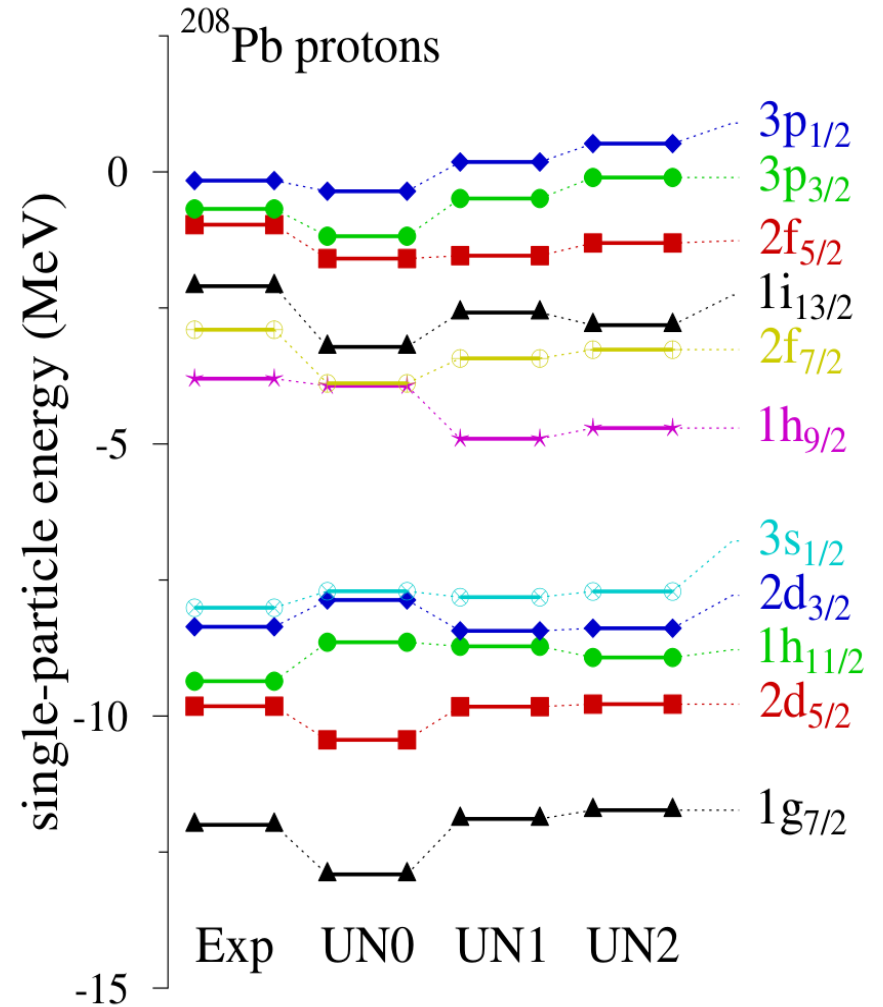 ²⁰⁸Pb protons
single-particle energy (MeV)
0
-5
-10
-15
3p₁/₂
3p₃/₂
2f₅/₂
1i₁₃/₂
2f₇/₂
1h₉/₂
3s₁/₂
2d₃/₂
1h₁₁/₂
2d₅/₂
1g₇/₂
Exp UN0 UN1 UN2